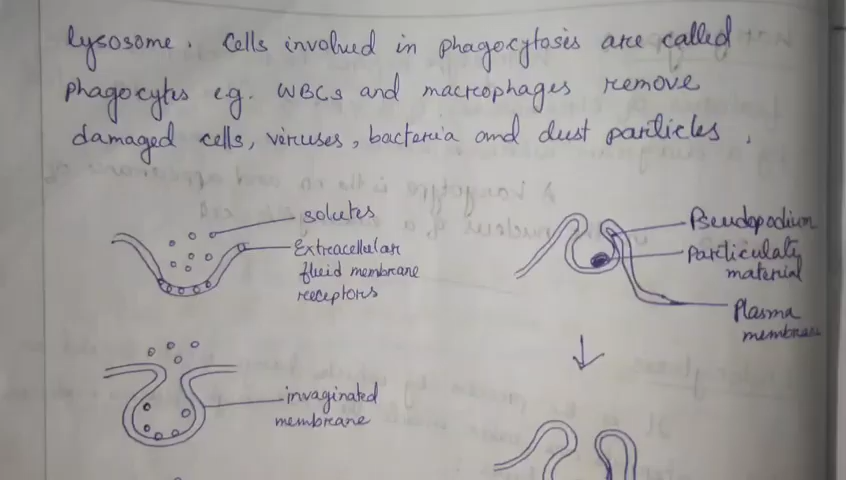 lysosome. Cells involved in phagocytosis are called
phagocytes e.g. WBCs and macrophages remove
damaged cells, viruses, bacteria and dust particles.
solutes
Extracellular
fluid membrane
receptors
Pseudopodium
Particulate
material
Plasma
membrane
invaginated
membrane